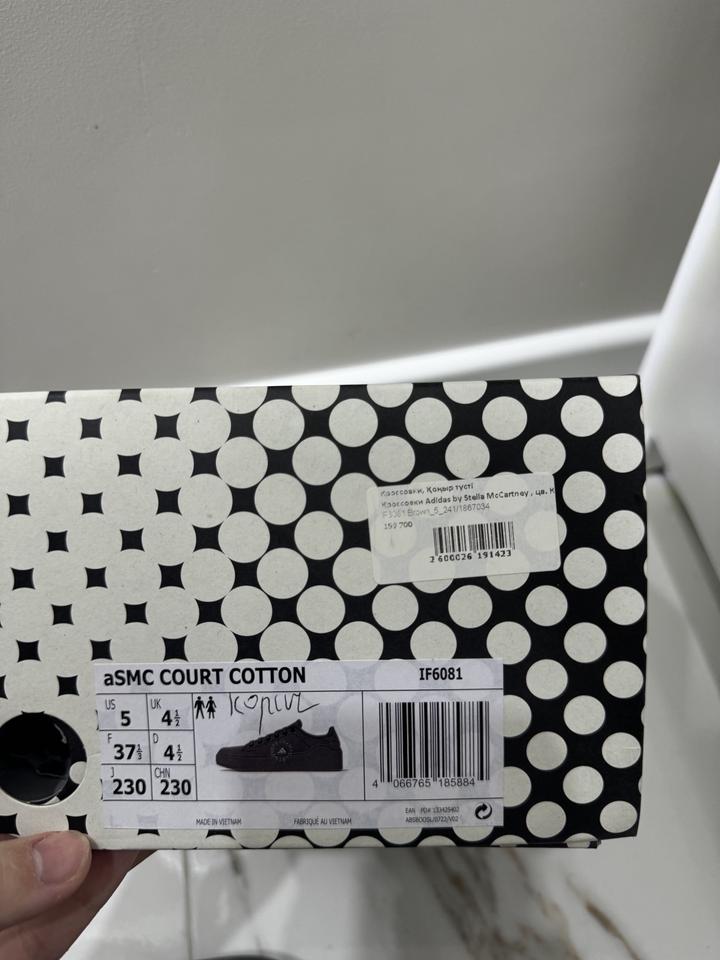 Кроссовки, Қоңыр түсті
Кроссовки Adidas by Stella McCartney , цв. К
Brown_5_241/1867034
159 700
2 600026 191423
aSMC COURT COTTON IF6081
US 5 UK 4½
F 37⅓ D 4½
J 230 CHN 230
4 066765 185884
MADE IN VIETNAM FABRIQUÉ AU VIETNAM
EAN PO# 133425402